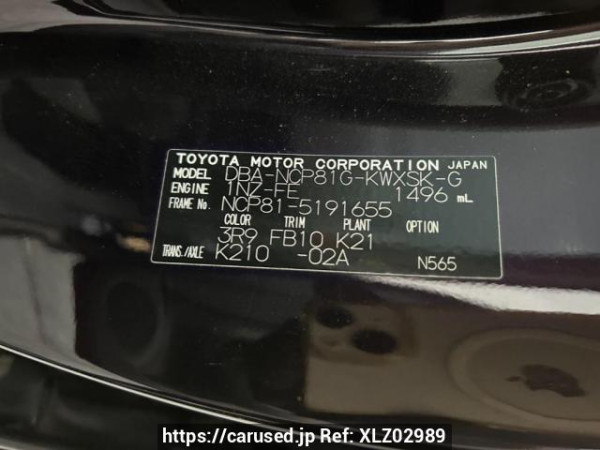 TOYOTA MOTOR CORPORATION JAPAN
MODEL DBA-NCP81G-KWXSK-G
ENGINE 1NZ-FE 1496 mL
FRAME No. NCP81-5191655
COLOR TRIM PLANT OPTION
3R9 FB10 K21
TRANS./AXLE K210 -02A N565
https://carused.jp Ref: XLZ02989